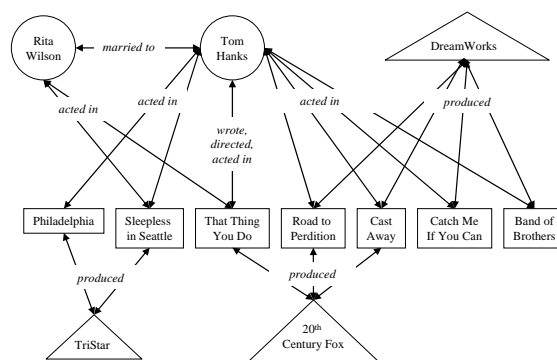 Rita
Wilson
married to
Tom
Hanks
DreamWorks
acted in
acted in
acted in
produced
wrote,
directed,
acted in
Philadelphia
Sleepless
in Seattle
That Thing
You Do
Road to
Perdition
Cast
Away
Catch Me
If You Can
Band of
Brothers
produced
produced
TriStar
20th
Century Fox